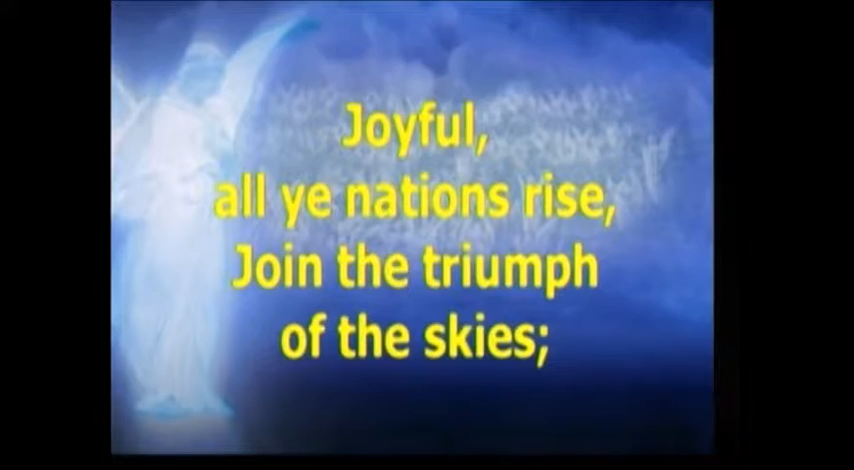 Joyful,
all ye nations rise,
Join the triumph
of the skies;